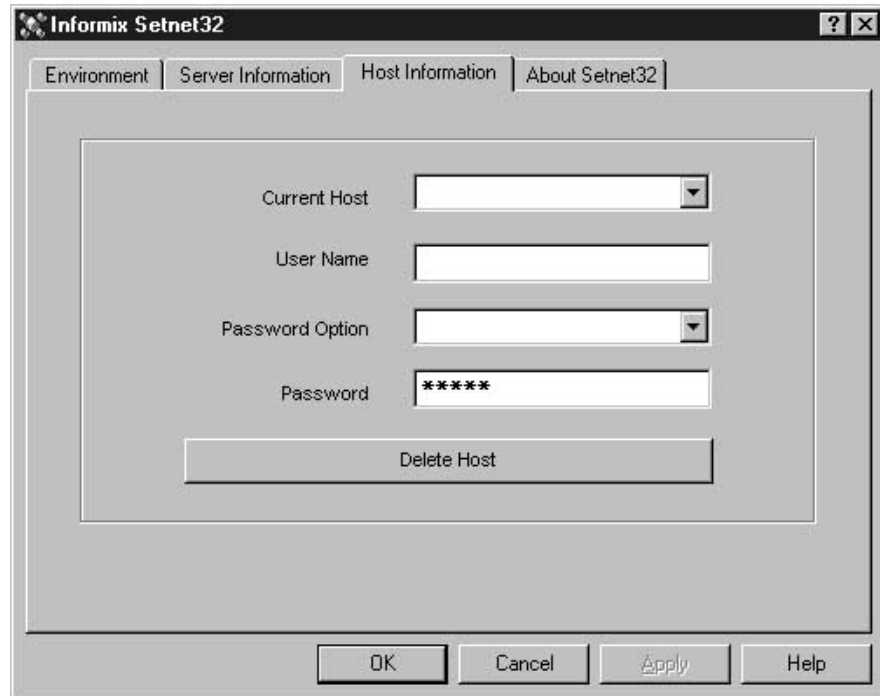 Informix Setnet32
Environment Server Information Host Information About Setnet32
Current Host
User Name
Password Option
Password *****
Delete Host
OK Cancel Apply Help